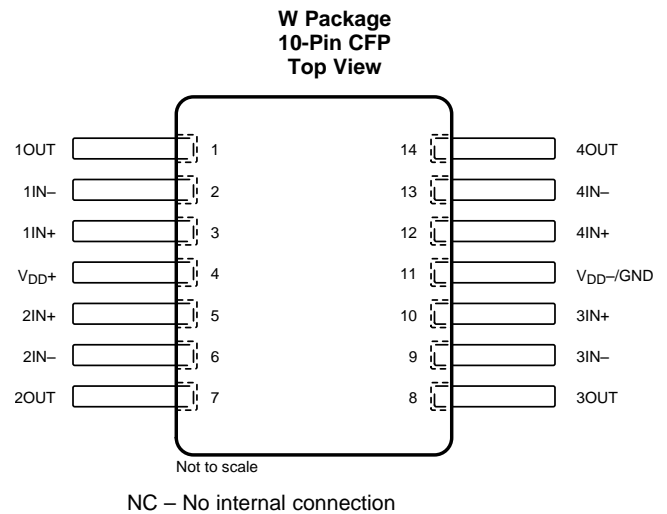 W Package
10-Pin CFP
Top View
1OUT 1 14 4OUT
1IN– 2 13 4IN–
1IN+ 3 12 4IN+
VDD+ 4 11 VDD–/GND
2IN+ 5 10 3IN+
2IN– 6 9 3IN–
2OUT 7 8 3OUT
Not to scale
NC – No internal connection